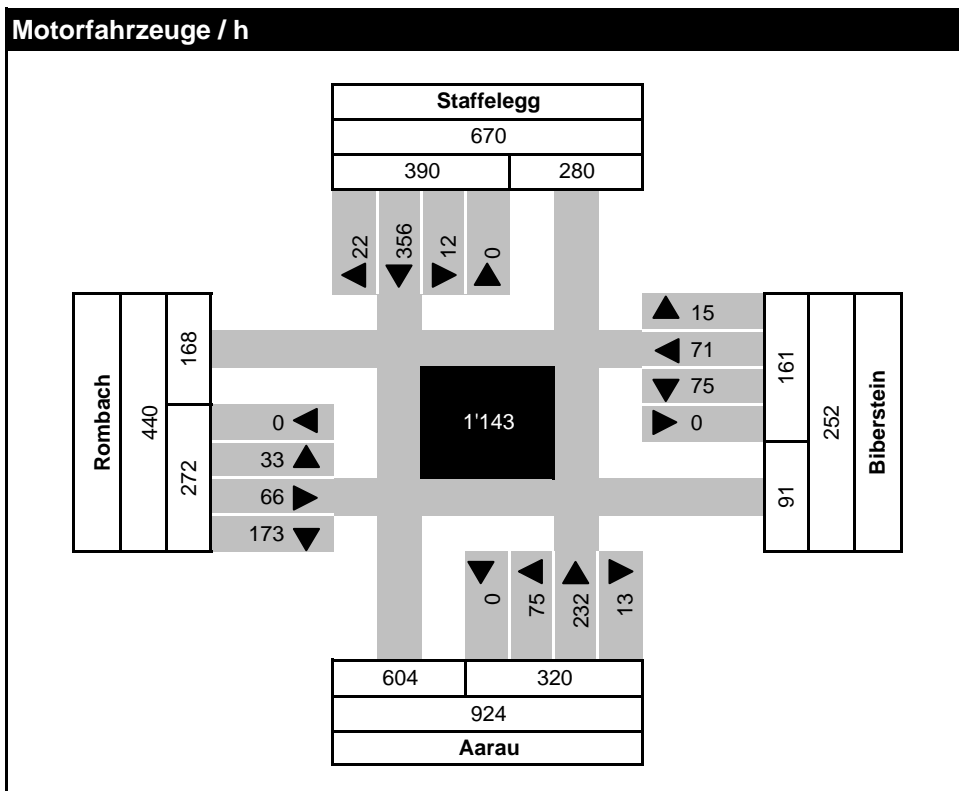 Motorfahrzeuge / h
Staffelegg
670
390 280
22 356 12 0
Rombach 440 168 272
0
33
66
173
1'143
15
71
75
0
161 91 252 Biberstein
0 75 232 13
604 320
924
Aarau